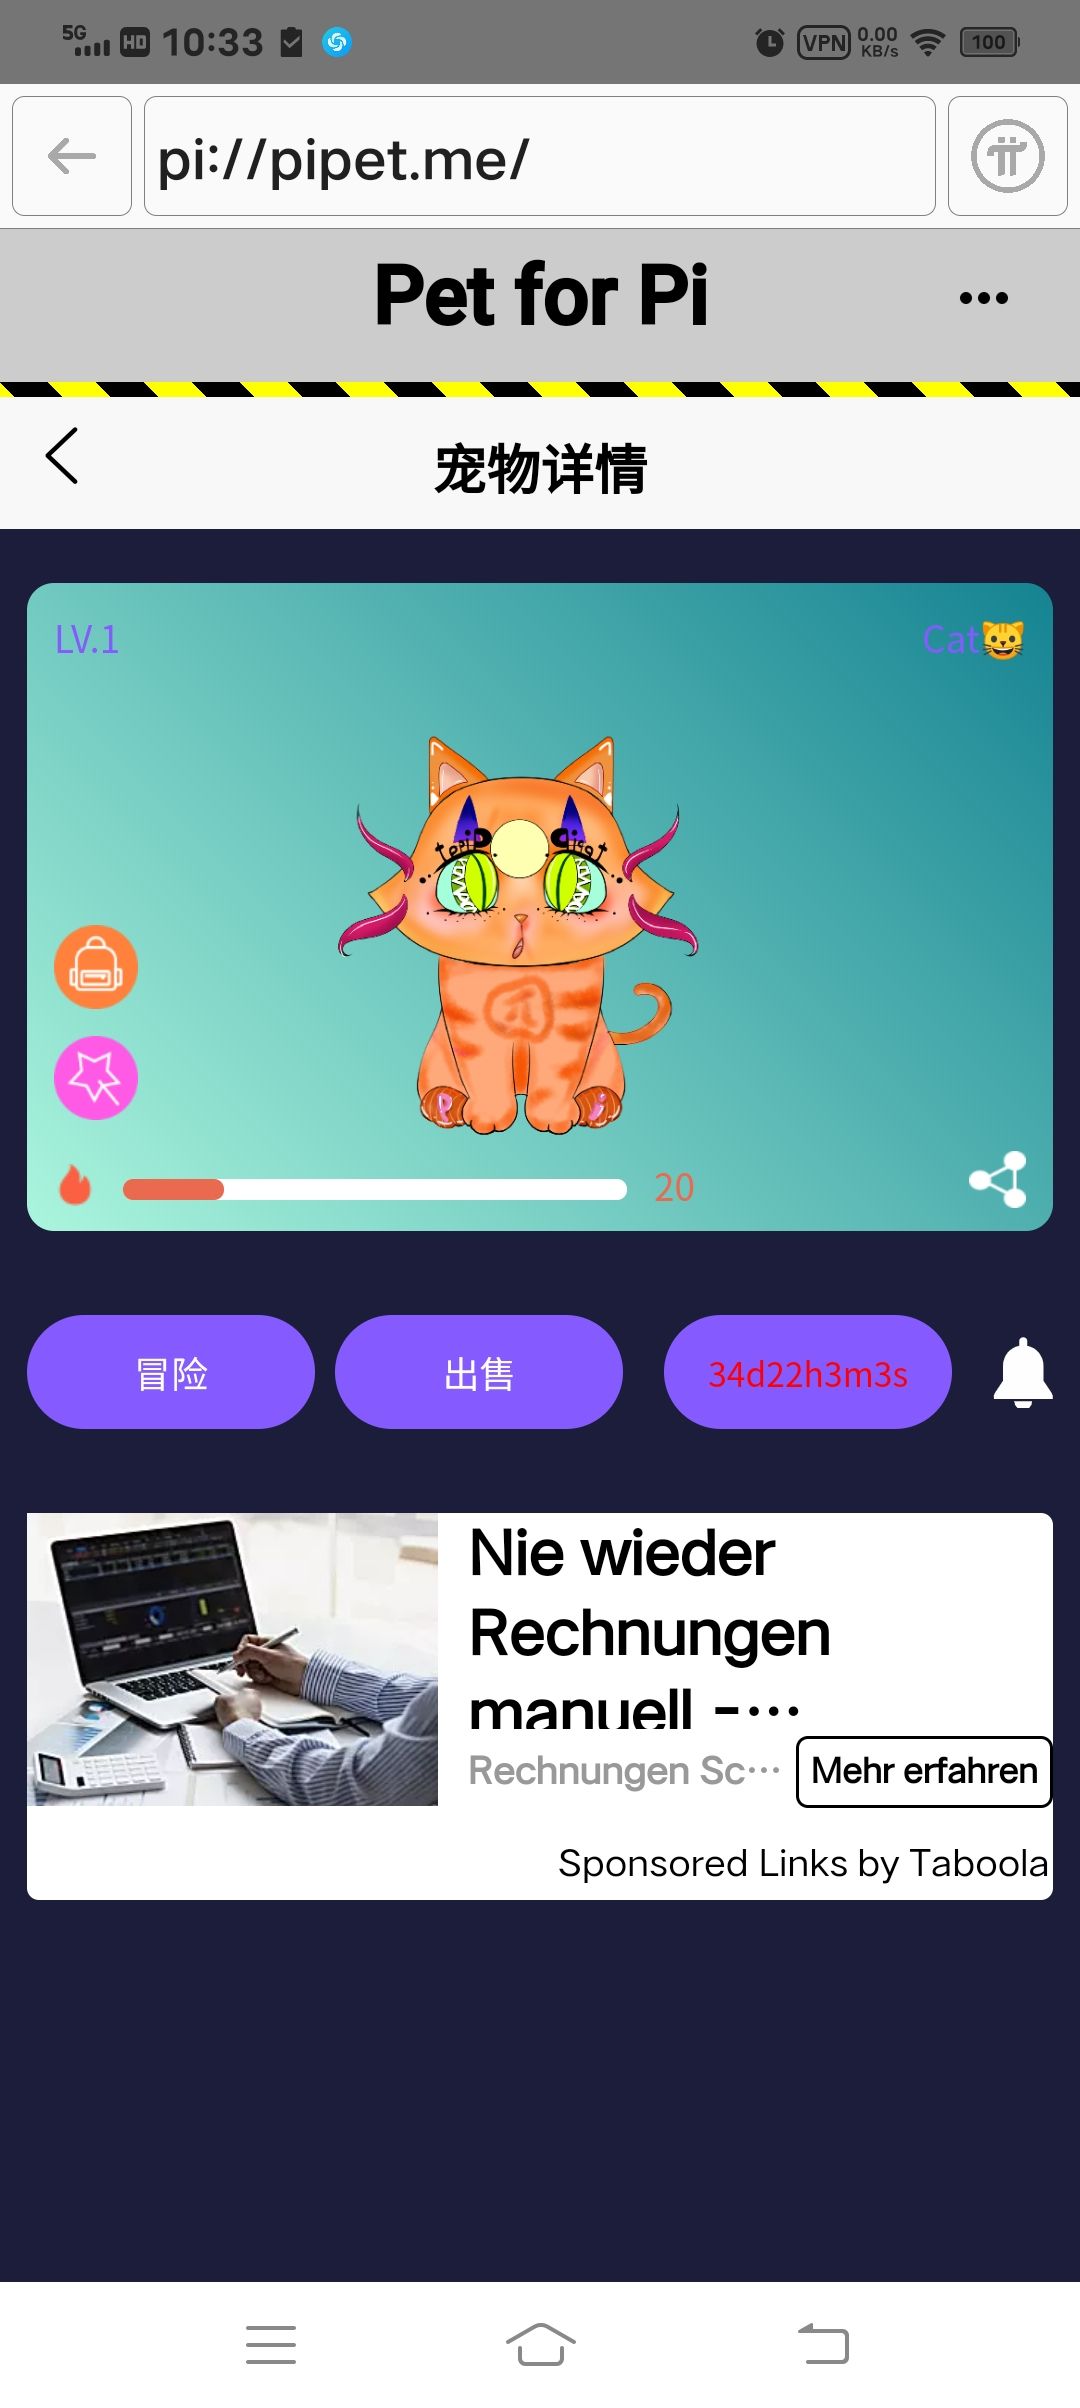 5G HD 10:33 VPN 0.00 KB/s 100
pi://pipet.me/
Pet for Pi
宠物详情
LV.1 Cat
20
冒险 出售 34d22h3m3s
Nie wieder
Rechnungen
manuell -…
Rechnungen Sc… Mehr erfahren
Sponsored Links by Taboola